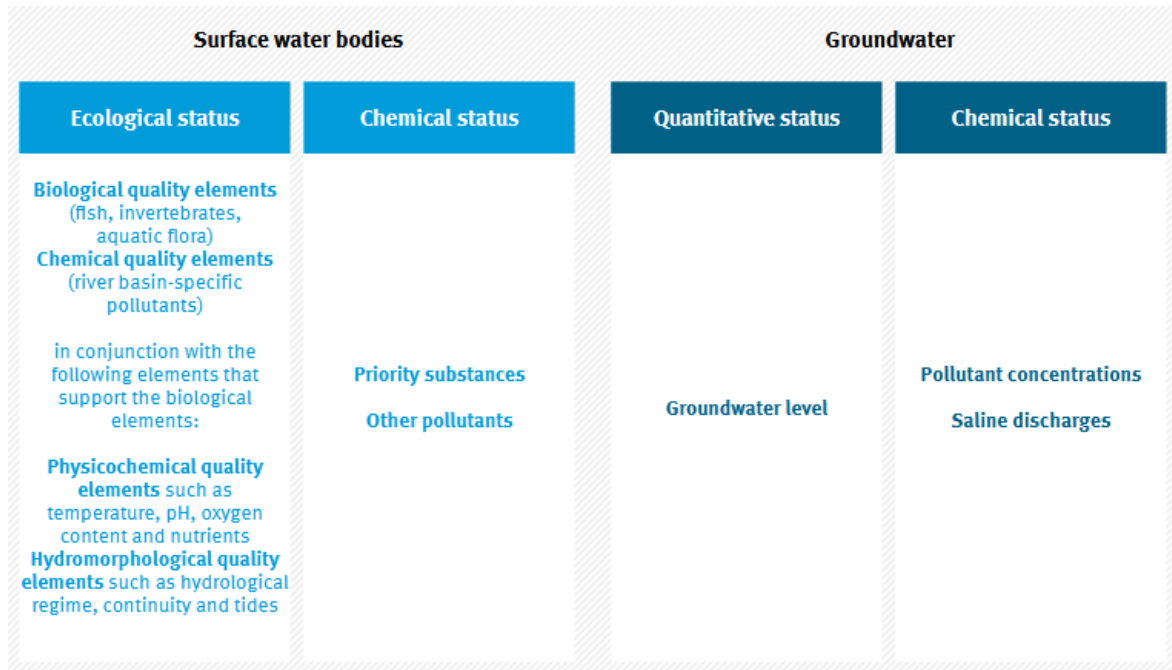 Surface water bodies
Groundwater
Ecological status
Chemical status
Quantitative status
Chemical status
Biological quality elements
(fish, invertebrates,
aquatic flora)
Chemical quality elements
(river basin-specific
pollutants)
in conjunction with the
following elements that
support the biological
elements:
Physicochemical quality
elements such as
temperature, pH, oxygen
content and nutrients
Hydromorphological quality
elements such as hydrological
regime, continuity and tides
Priority substances
Other pollutants
Groundwater level
Pollutant concentrations
Saline discharges